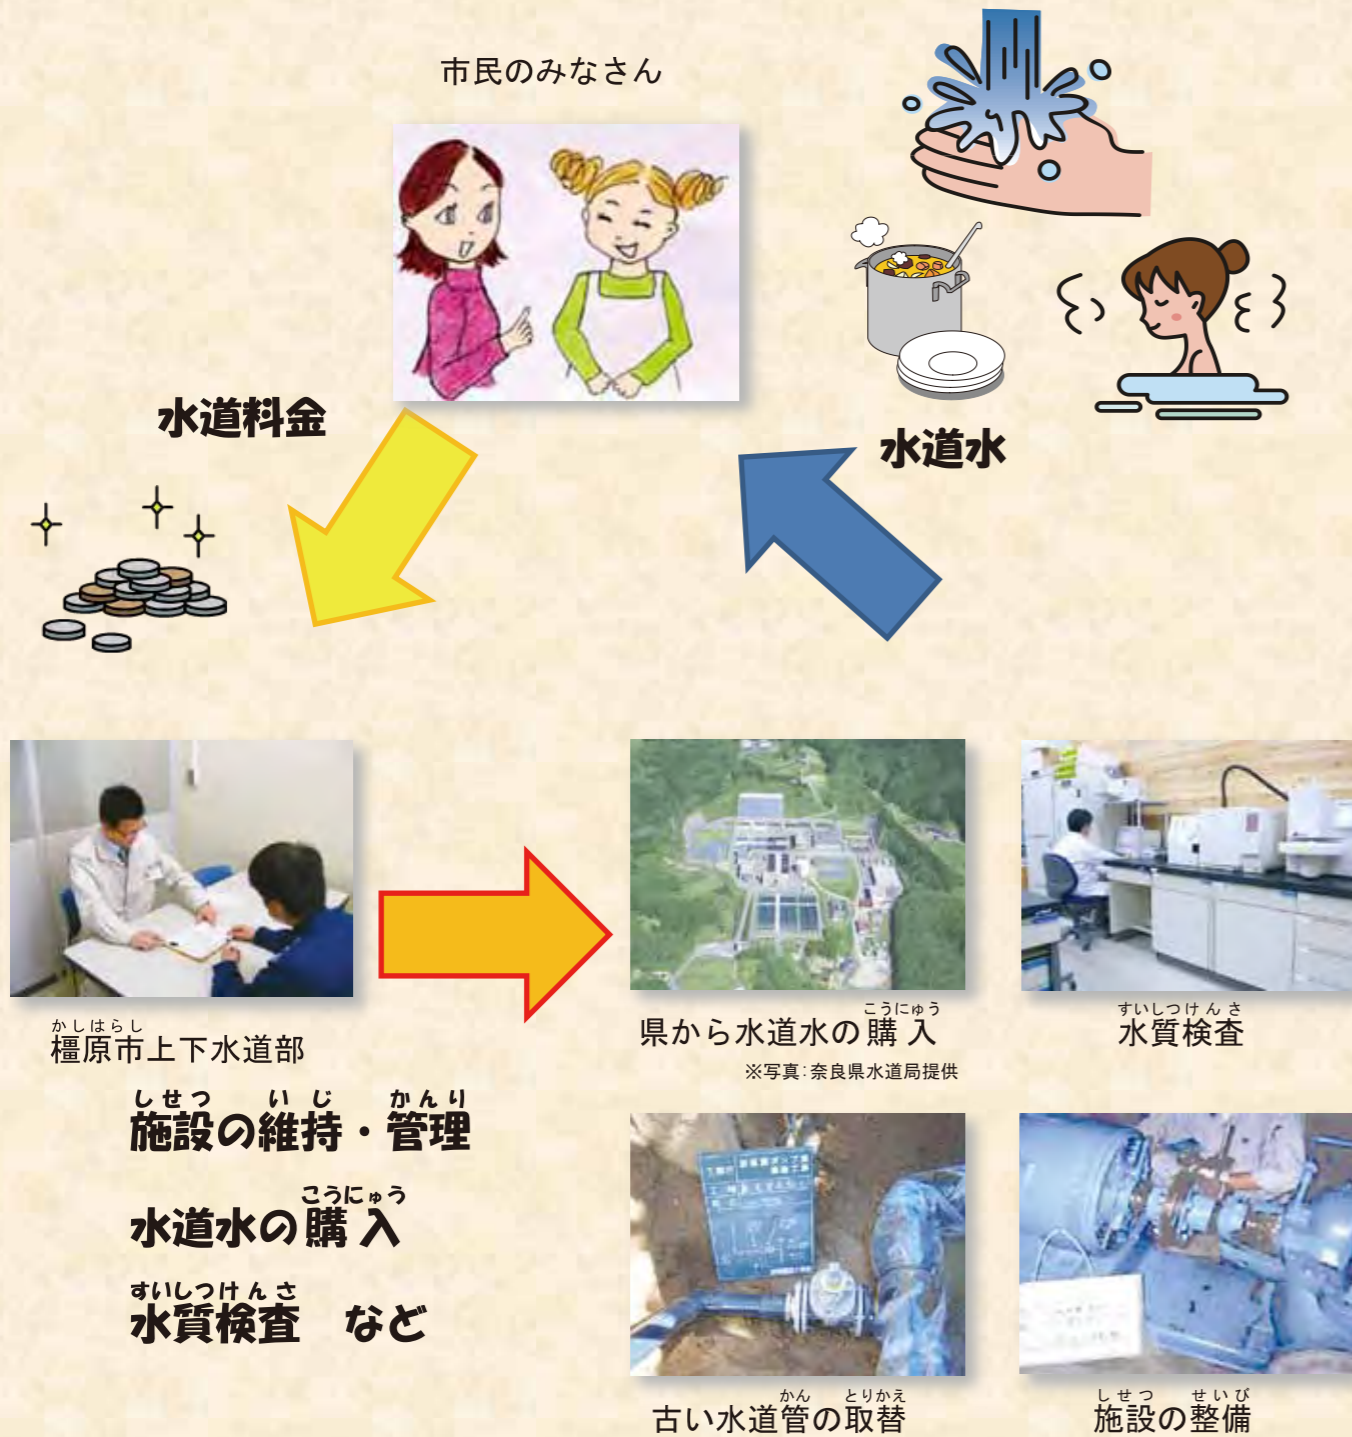 市民のみなさん
水道料金
水道水
かしはらし
橿原市上下水道部
しせつ いじ かんり
施設の維持・管理
こうにゅう
水道水の購入
すいしつけんさ
水質検査 など
こうにゅう
県から水道水の購入
※写真：奈良県水道局提供
すいしつけんさ
水質検査
かん とりかえ
古い水道管の取替
しせつ せいび
施設の整備